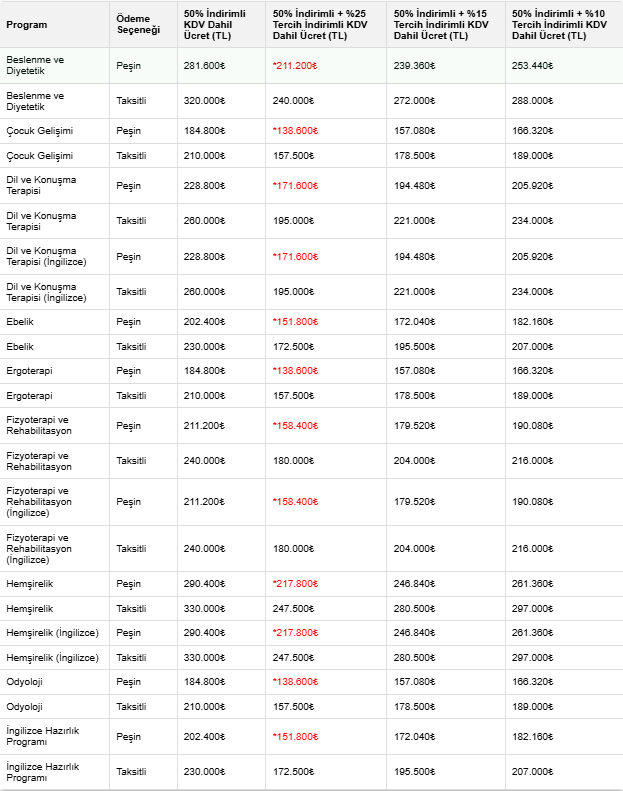 Program | Ödeme Seçeneği | 50% İndirimli KDV Dahil Ücret (TL) | 50% İndirimli + %25 Tercih İndirimli KDV Dahil Ücret (TL) | 50% İndirimli + %15 Tercih İndirimli KDV Dahil Ücret (TL) | 50% İndirimli + %10 Tercih İndirimli KDV Dahil Ücret (TL)
Beslenme ve Diyetetik | Peşin | 281.600₺ | *211.200₺ | 239.360₺ | 253.440₺
Beslenme ve Diyetetik | Taksitli | 320.000₺ | 240.000₺ | 272.000₺ | 288.000₺
Çocuk Gelişimi | Peşin | 184.800₺ | *138.600₺ | 157.080₺ | 166.320₺
Çocuk Gelişimi | Taksitli | 210.000₺ | 157.500₺ | 178.500₺ | 189.000₺
Dil ve Konuşma Terapisi | Peşin | 228.800₺ | *171.600₺ | 194.480₺ | 205.920₺
Dil ve Konuşma Terapisi | Taksitli | 260.000₺ | 195.000₺ | 221.000₺ | 234.000₺
Dil ve Konuşma Terapisi (İngilizce) | Peşin | 228.800₺ | *171.600₺ | 194.480₺ | 205.920₺
Dil ve Konuşma Terapisi (İngilizce) | Taksitli | 260.000₺ | 195.000₺ | 221.000₺ | 234.000₺
Ebelik | Peşin | 202.400₺ | *151.800₺ | 172.040₺ | 182.160₺
Ebelik | Taksitli | 230.000₺ | 172.500₺ | 195.500₺ | 207.000₺
Ergoterapi | Peşin | 184.800₺ | *138.600₺ | 157.080₺ | 166.320₺
Ergoterapi | Taksitli | 210.000₺ | 157.500₺ | 178.500₺ | 189.000₺
Fizyoterapi ve Rehabilitasyon | Peşin | 211.200₺ | *158.400₺ | 179.520₺ | 190.080₺
Fizyoterapi ve Rehabilitasyon | Taksitli | 240.000₺ | 180.000₺ | 204.000₺ | 216.000₺
Fizyoterapi ve Rehabilitasyon (İngilizce) | Peşin | 211.200₺ | *158.400₺ | 179.520₺ | 190.080₺
Fizyoterapi ve Rehabilitasyon (İngilizce) | Taksitli | 240.000₺ | 180.000₺ | 204.000₺ | 216.000₺
Hemşirelik | Peşin | 290.400₺ | *217.800₺ | 246.840₺ | 261.360₺
Hemşirelik | Taksitli | 330.000₺ | 247.500₺ | 280.500₺ | 297.000₺
Hemşirelik (İngilizce) | Peşin | 290.400₺ | *217.800₺ | 246.840₺ | 261.360₺
Hemşirelik (İngilizce) | Taksitli | 330.000₺ | 247.500₺ | 280.500₺ | 297.000₺
Odyoloji | Peşin | 184.800₺ | *138.600₺ | 157.080₺ | 166.320₺
Odyoloji | Taksitli | 210.000₺ | 157.500₺ | 178.500₺ | 189.000₺
İngilizce Hazırlık Programı | Peşin | 202.400₺ | *151.800₺ | 172.040₺ | 182.160₺
İngilizce Hazırlık Programı | Taksitli | 230.000₺ | 172.500₺ | 195.500₺ | 207.000₺